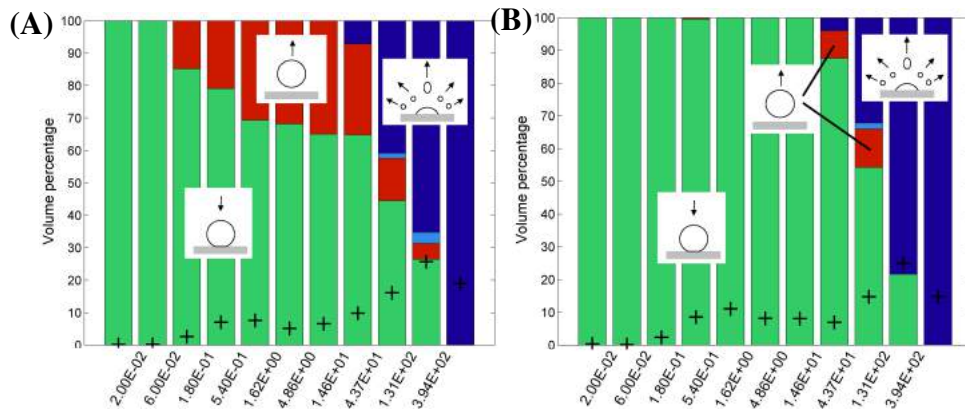 (A)
100
90
80
70
60
50
40
30
20
10
0
Volume percentage
2.00E-02
6.00E-02
1.80E-01
5.40E-01
1.62E+00
4.86E+00
1.46E+01
4.37E+01
1.31E+02
3.94E+02
(B)
100
90
80
70
60
50
40
30
20
10
0
Volume percentage
2.00E-02
6.00E-02
1.80E-01
5.40E-01
1.62E+00
4.86E+00
1.46E+01
4.37E+01
1.31E+02
3.94E+02